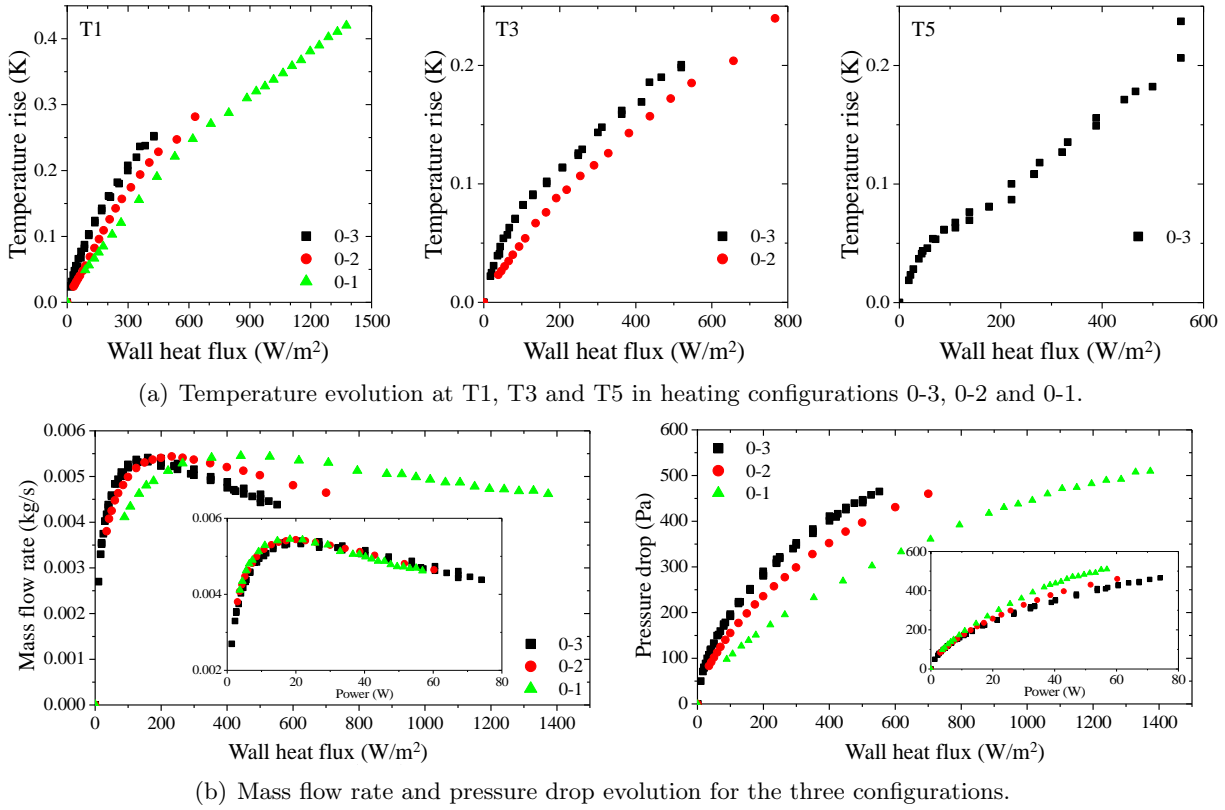 T1
Temperature rise (K)
0.4
0.3
0.2
0.1
0.0
0-3
0-2
0-1
0 300 600 900 1200 1500
Wall heat flux (W/m²)
T3
Temperature rise (K)
0.2
0.1
0.0
0-3
0-2
0 200 400 600 800
Wall heat flux (W/m²)
T5
Temperature rise (K)
0.2
0.1
0.0
0-3
0 200 400 600
Wall heat flux (W/m²)
(a) Temperature evolution at T1, T3 and T5 in heating configurations 0-3, 0-2 and 0-1.
Mass flow rate (kg/s)
0.006
0.005
0.004
0.003
0.002
0.001
0.000
0.006
0.004
0.002
0 20 40 60 80
Power (W)
0-3
0-2
0-1
0 200 400 600 800 1000 1200 1400
Wall heat flux (W/m²)
Pressure drop (Pa)
600
500
400
300
200
100
0
0-3
0-2
0-1
600
400
200
0
0 20 40 60 80
Power (W)
0 200 400 600 800 1000 1200 1400
Wall heat flux (W/m²)
(b) Mass flow rate and pressure drop evolution for the three configurations.